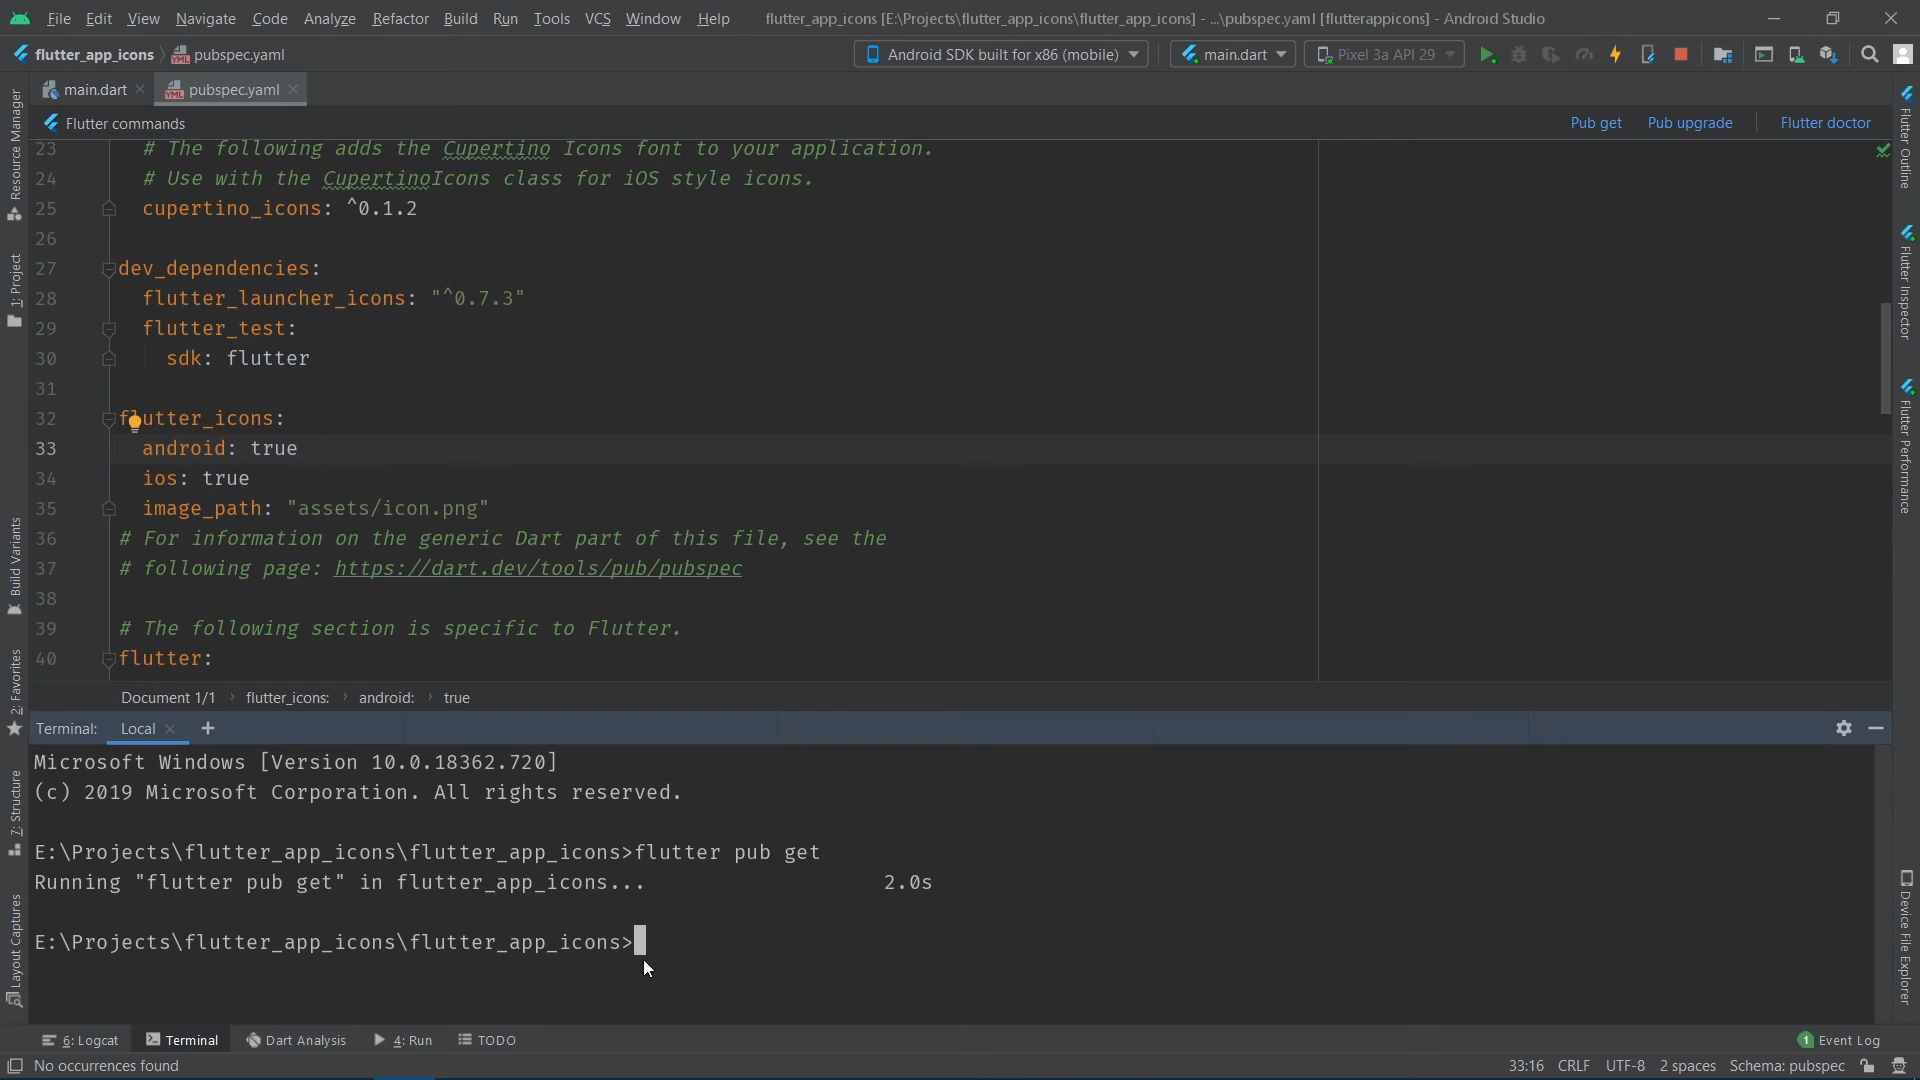 File Edit View Navigate Code Analyze Refactor Build Run Tools VCS Window Help flutter_app_icons [E:\Projects\flutter_app_icons\flutter_app_icons] - ...\pubspec.yaml [flutterappicons] - Android Studio
flutter_app_icons pubspec.yaml Android SDK built for x86 (mobile) main.dart Pixel 3a API 29
main.dart pubspec.yaml
Flutter commands Pub get Pub upgrade Flutter doctor
23 # The following adds the Cupertino Icons font to your application.
24 # Use with the CupertinoIcons class for iOS style icons.
25 cupertino_icons: ^0.1.2
26
27 dev_dependencies:
28 flutter_launcher_icons: "^0.7.3"
29 flutter_test:
30 sdk: flutter
31
32 flutter_icons:
33 android: true
34 ios: true
35 image_path: "assets/icon.png"
36 # For information on the generic Dart part of this file, see the
37 # following page: https://dart.dev/tools/pub/pubspec
38
39 # The following section is specific to Flutter.
40 flutter:
Document 1/1 flutter_icons: android: true
Terminal: Local +
Microsoft Windows [Version 10.0.18362.720]
(c) 2019 Microsoft Corporation. All rights reserved.
E:\Projects\flutter_app_icons\flutter_app_icons>flutter pub get
Running "flutter pub get" in flutter_app_icons... 2.0s
E:\Projects\flutter_app_icons\flutter_app_icons>
6: Logcat Terminal Dart Analysis 4: Run TODO 1 Event Log
No occurrences found 33:16 CRLF UTF-8 2 spaces Schema: pubspec
Resource Manager
1: Project
Build Variants
2: Favorites
7: Structure
Layout Captures
Flutter Outline
Flutter Inspector
Flutter Performance
Device File Explorer